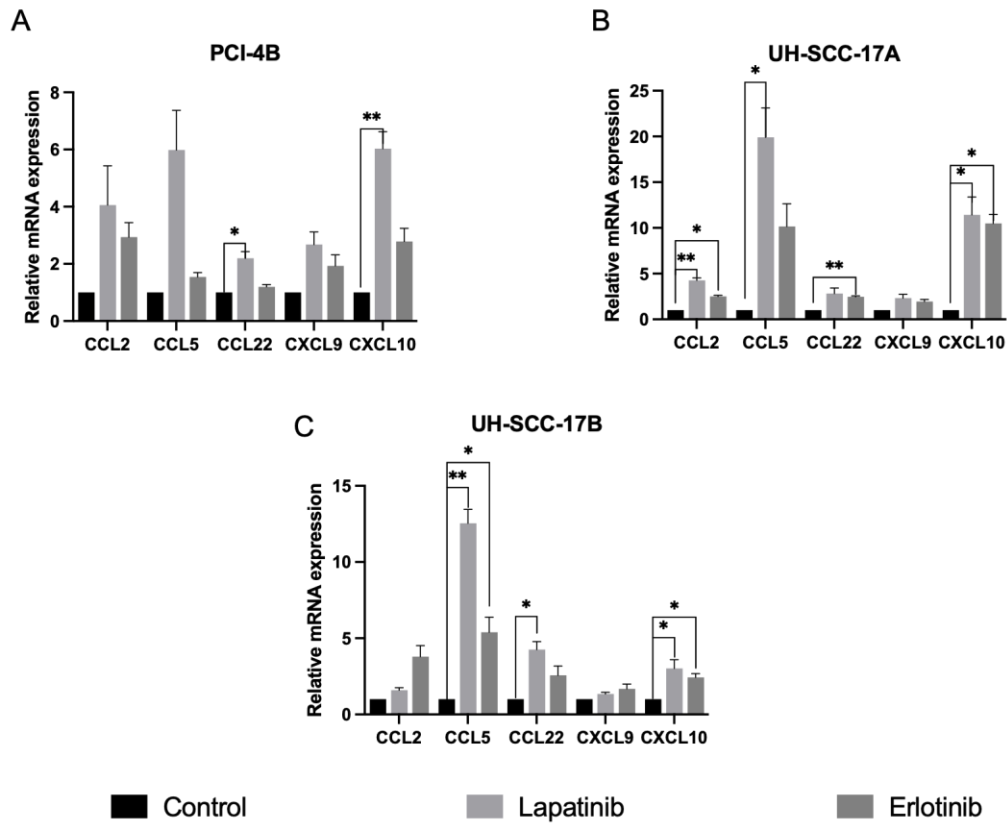 A
PCI-4B
Relative mRNA expression
8
6
4
2
0
*
**
CCL2 CCL5 CCL22 CXCL9 CXCL10
B
UH-SCC-17A
Relative mRNA expression
25
20
15
10
5
0
**
*
*
**
*
*
CCL2 CCL5 CCL22 CXCL9 CXCL10
C
UH-SCC-17B
Relative mRNA expression
15
10
5
0
**
*
*
*
*
CCL2 CCL5 CCL22 CXCL9 CXCL10
Control Lapatinib Erlotinib